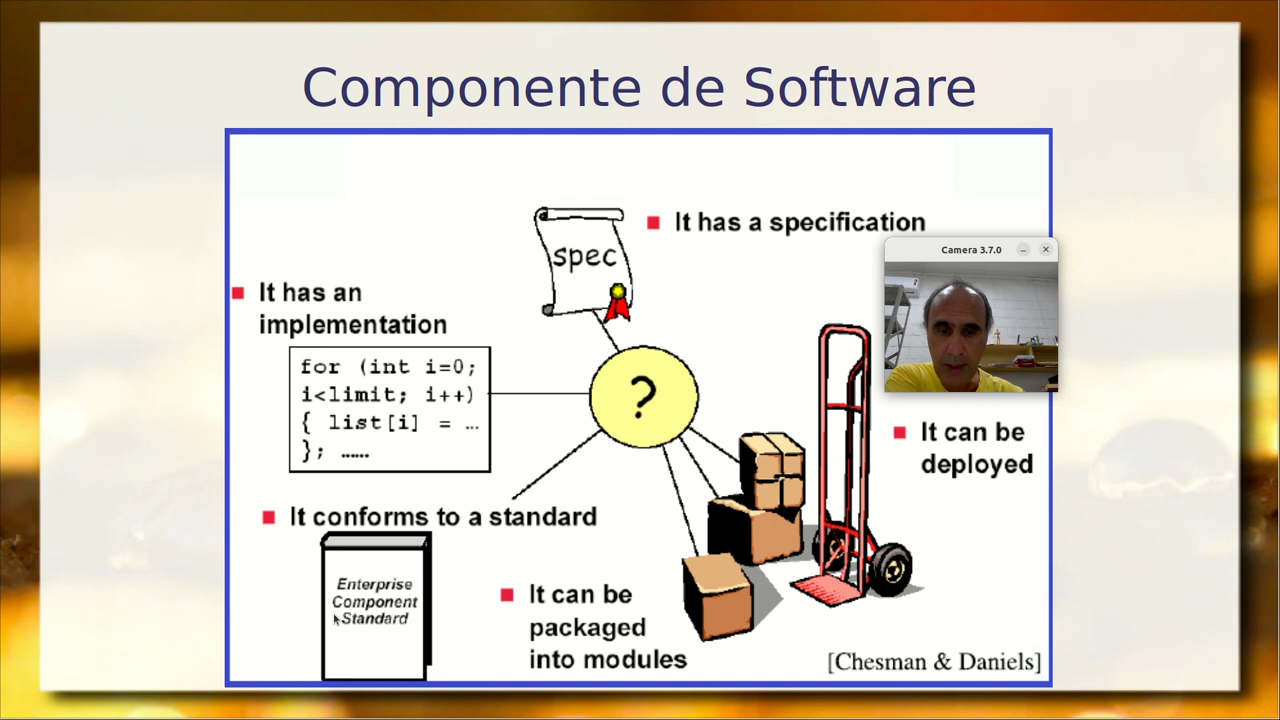 Componente de Software
spec
It has a specification
Camera 3.7.0
It has an
implementation
for (int i=0;
i<limit; i++)
{ list[i] = …
}; ……
?
It can be
deployed
It conforms to a standard
Enterprise
Component
Standard
It can be
packaged
into modules
[Chesman & Daniels]